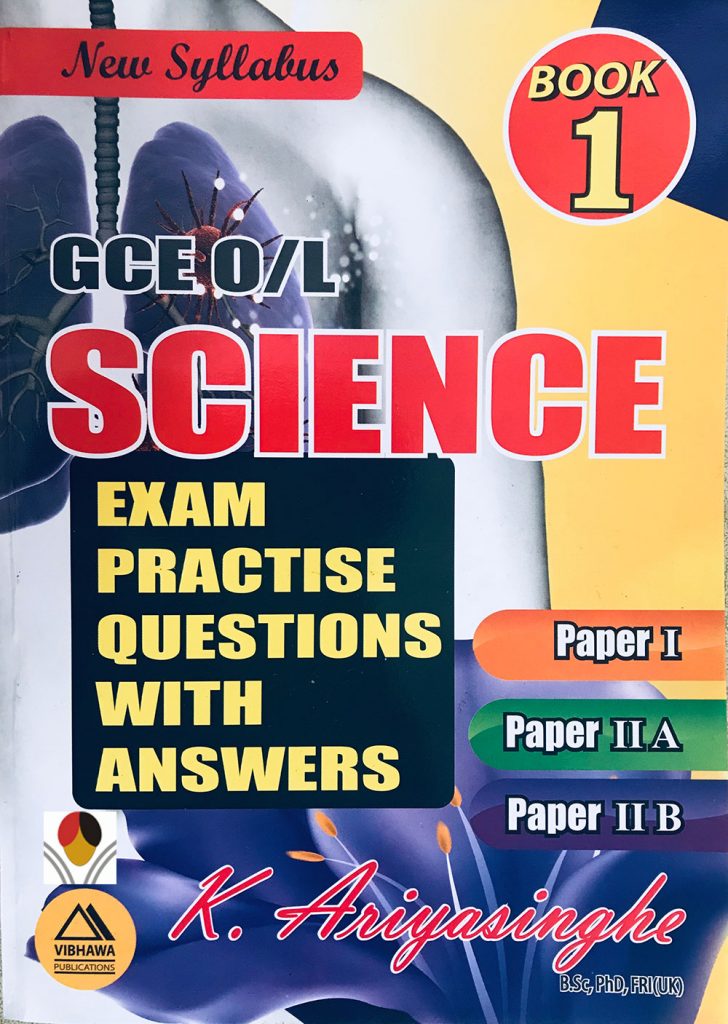 New Syllabus
BOOK
1
GCE O/L
SCIENCE
EXAM
PRACTISE
QUESTIONS
WITH
ANSWERS
Paper I
Paper II A
Paper II B
K. Ariyasinghe
B.Sc, PhD, FRI(UK)
VIBHAWA
PUBLICATIONS